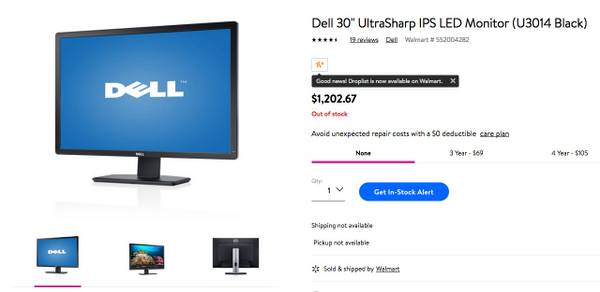 Dell 30" UltraSharp IPS LED Monitor (U3014 Black)
19 reviews Dell Walmart # 552004282
Good news! Droplist is now available on Walmart.
$1,202.67
Out of stock
Avoid unexpected repair costs with a $0 deductible care plan
None 3 Year - $69 4 Year - $105
Qty:
1 Get In-Stock Alert
Shipping not available
Pickup not available
Sold & shipped by Walmart
DELL
DELL
DELL